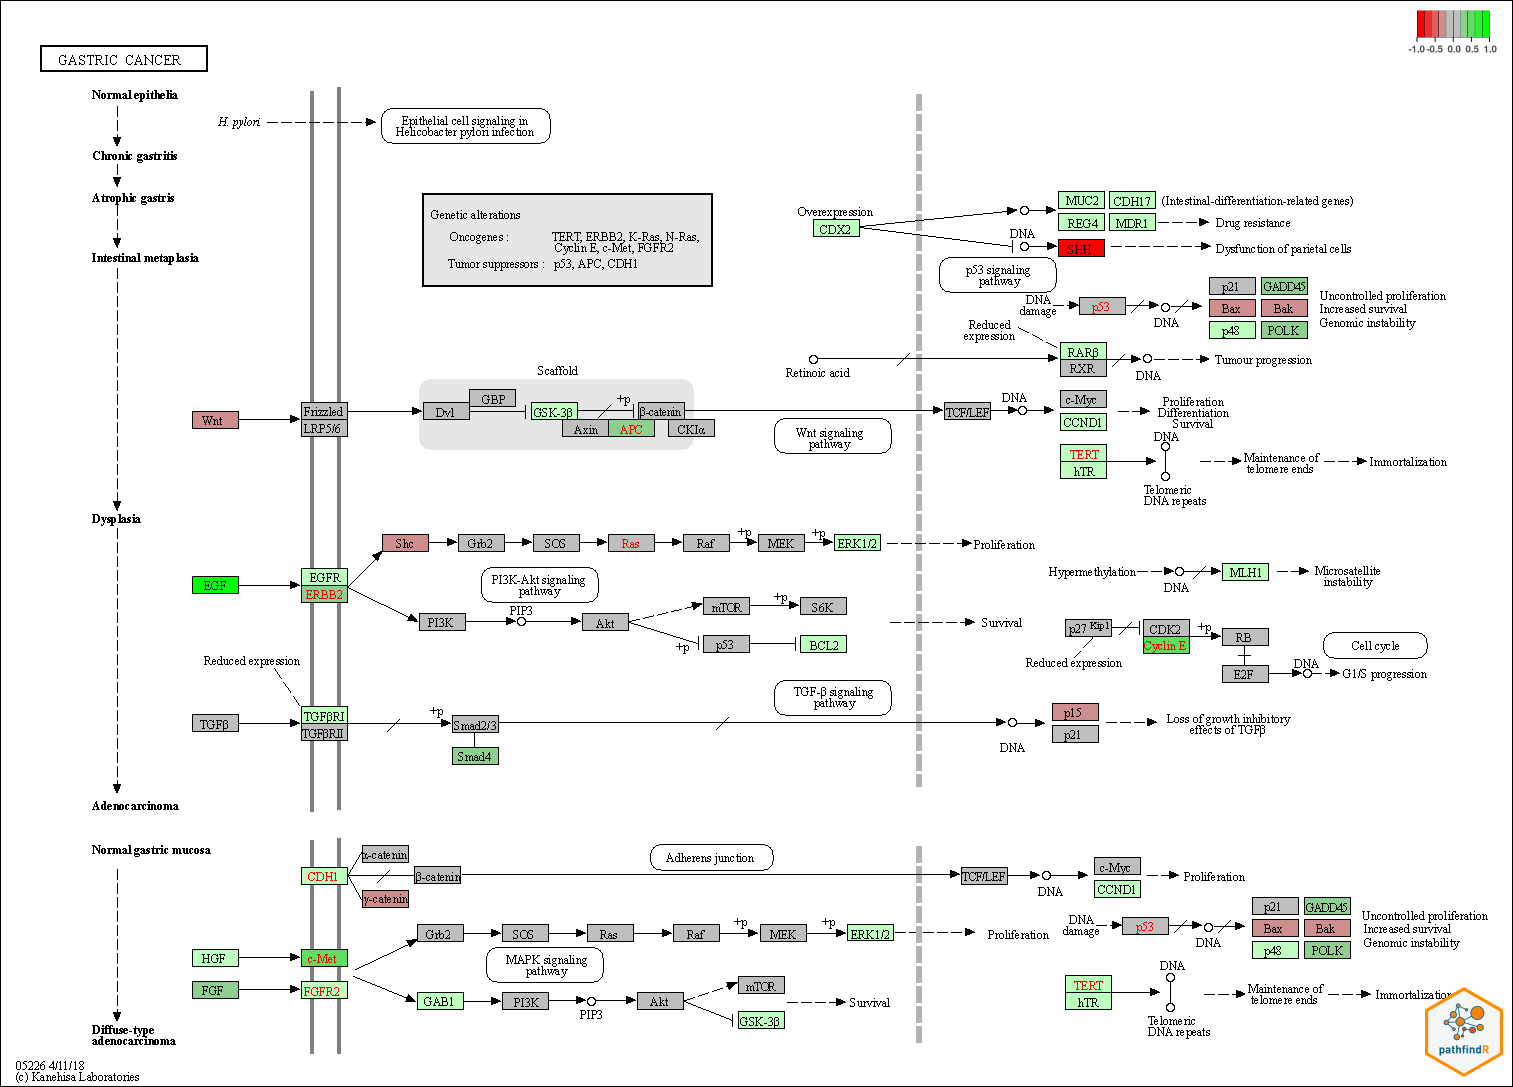 -1.0 -0.5 0.0 0.5 1.0
GASTRIC CANCER
Normal epithelia
H. pylori
Epithelial cell signaling in
Helicobacter pylori infection
Chronic gastritis
Atrophic gastris
Genetic alterations
Oncogenes : TERT, ERBB2, K-Ras, N-Ras,
Cyclin E, c-Met, FGFR2
Tumor suppressors : p53, APC, CDH1
Overexpression
CDX2
MUC2 CDH17 (Intestinal-differentiation-related genes)
REG4 MDR1 Drug resistance
DNA
SHH Dysfunction of parietal cells
Intestinal metaplasia
p53 signaling
pathway
DNA
damage
p53
DNA
p21 GADD45
Bax Bak
p48 POLK
Uncontrolled proliferation
Increased survival
Genomic instability
Reduced
expression
Retinoic acid
RARβ
RXR
DNA
Tumour progression
Scaffold
Wnt
Frizzled
LRP5/6
Dvl
GBP
GSK-3β
+p
β-catenin
Axin
APC
CKIα
Wnt signaling
pathway
TCF/LEF
DNA
c-Myc
CCND1
Proliferation
Differentiation
Survival
TERT
hTR
DNA
Telomeric
DNA repeats
Maintenance of
telomere ends
Immortalization
Dysplasia
Shc
Grb2
SOS
Ras
Raf
+p
MEK
+p
ERK1/2
Proliferation
EGF
EGFR
ERBB2
PI3K-Akt signaling
pathway
PI3K
PIP3
Akt
mTOR
+p
S6K
+p
p53
BCL2
Survival
Hypermethylation
DNA
MLH1
Microsatellite
instability
p27 Kip1
Reduced expression
CDK2
Cyclin E
+p
RB
E2F
DNA
Cell cycle
G1/S progression
Reduced expression
TGFβ
TGFβRI
TGFβRII
+p
Smad2/3
Smad4
TGF-β signaling
pathway
DNA
p15
p21
Loss of growth inhibitory
effects of TGFβ
Adenocarcinoma
Normal gastric mucosa
CDH1
α-catenin
β-catenin
γ-catenin
Adherens junction
TCF/LEF
DNA
c-Myc
CCND1
Proliferation
HGF
c-Met
FGF
FGFR2
Grb2
SOS
Ras
Raf
+p
MEK
+p
ERK1/2
Proliferation
MAPK signaling
pathway
GAB1
PI3K
PIP3
Akt
mTOR
GSK-3β
Survival
DNA
damage
p53
DNA
p21 GADD45
Bax Bak
p48 POLK
Uncontrolled proliferation
Increased survival
Genomic instability
TERT
hTR
DNA
Telomeric
DNA repeats
Maintenance of
telomere ends
Immortalization
Diffuse-type
adenocarcinoma
05226 4/11/18
(c) Kanehisa Laboratories
pathfindR